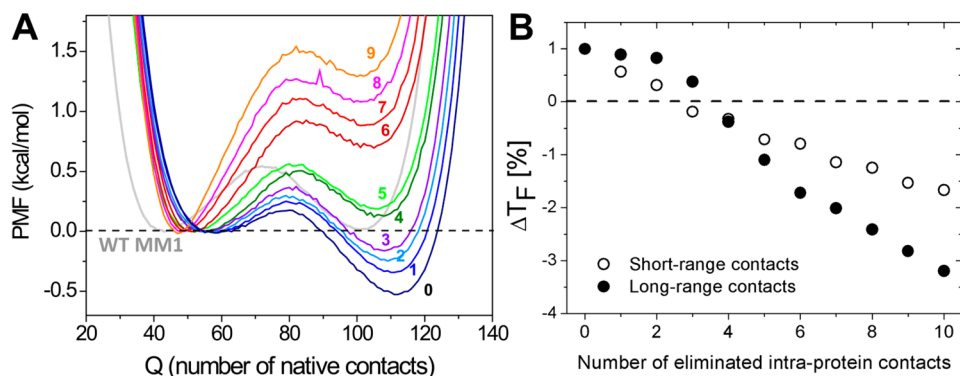 A
PMF (kcal/mol)
1.5
1.0
0.5
0.0
-0.5
20 40 60 80 100 120 140
Q (number of native contacts)
WT MM1
9
8
7
6
5
4
3
2
1
0
B
ΔTF [%]
1
0
-1
-2
-3
-4
Short-range contacts
Long-range contacts
0 2 4 6 8 10
Number of eliminated intra-protein contacts